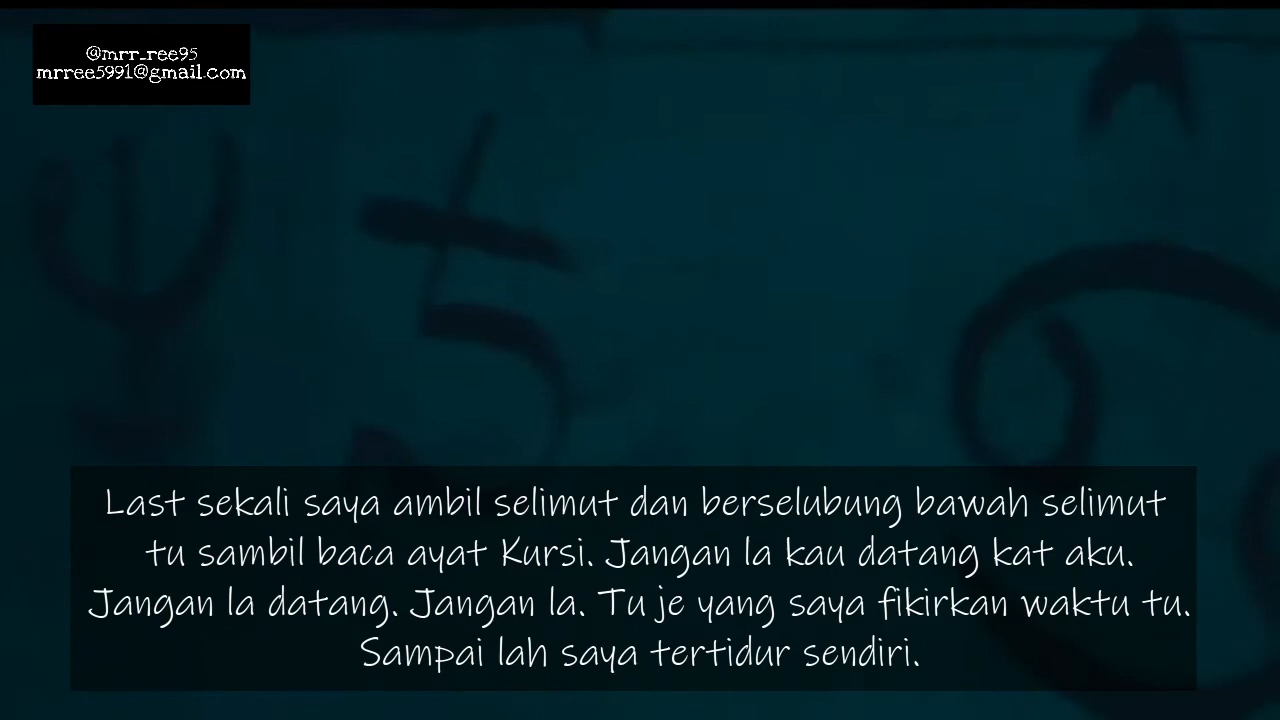 @mrr_ree95
mrree5991@gmail.com
Last sekali saya ambil selimut dan berselubung bawah selimut
tu sambil baca ayat Kursi. Jangan la kau datang kat aku.
Jangan la datang. Jangan la. Tu je yang saya fikirkan waktu tu.
Sampai lah saya tertidur sendiri.